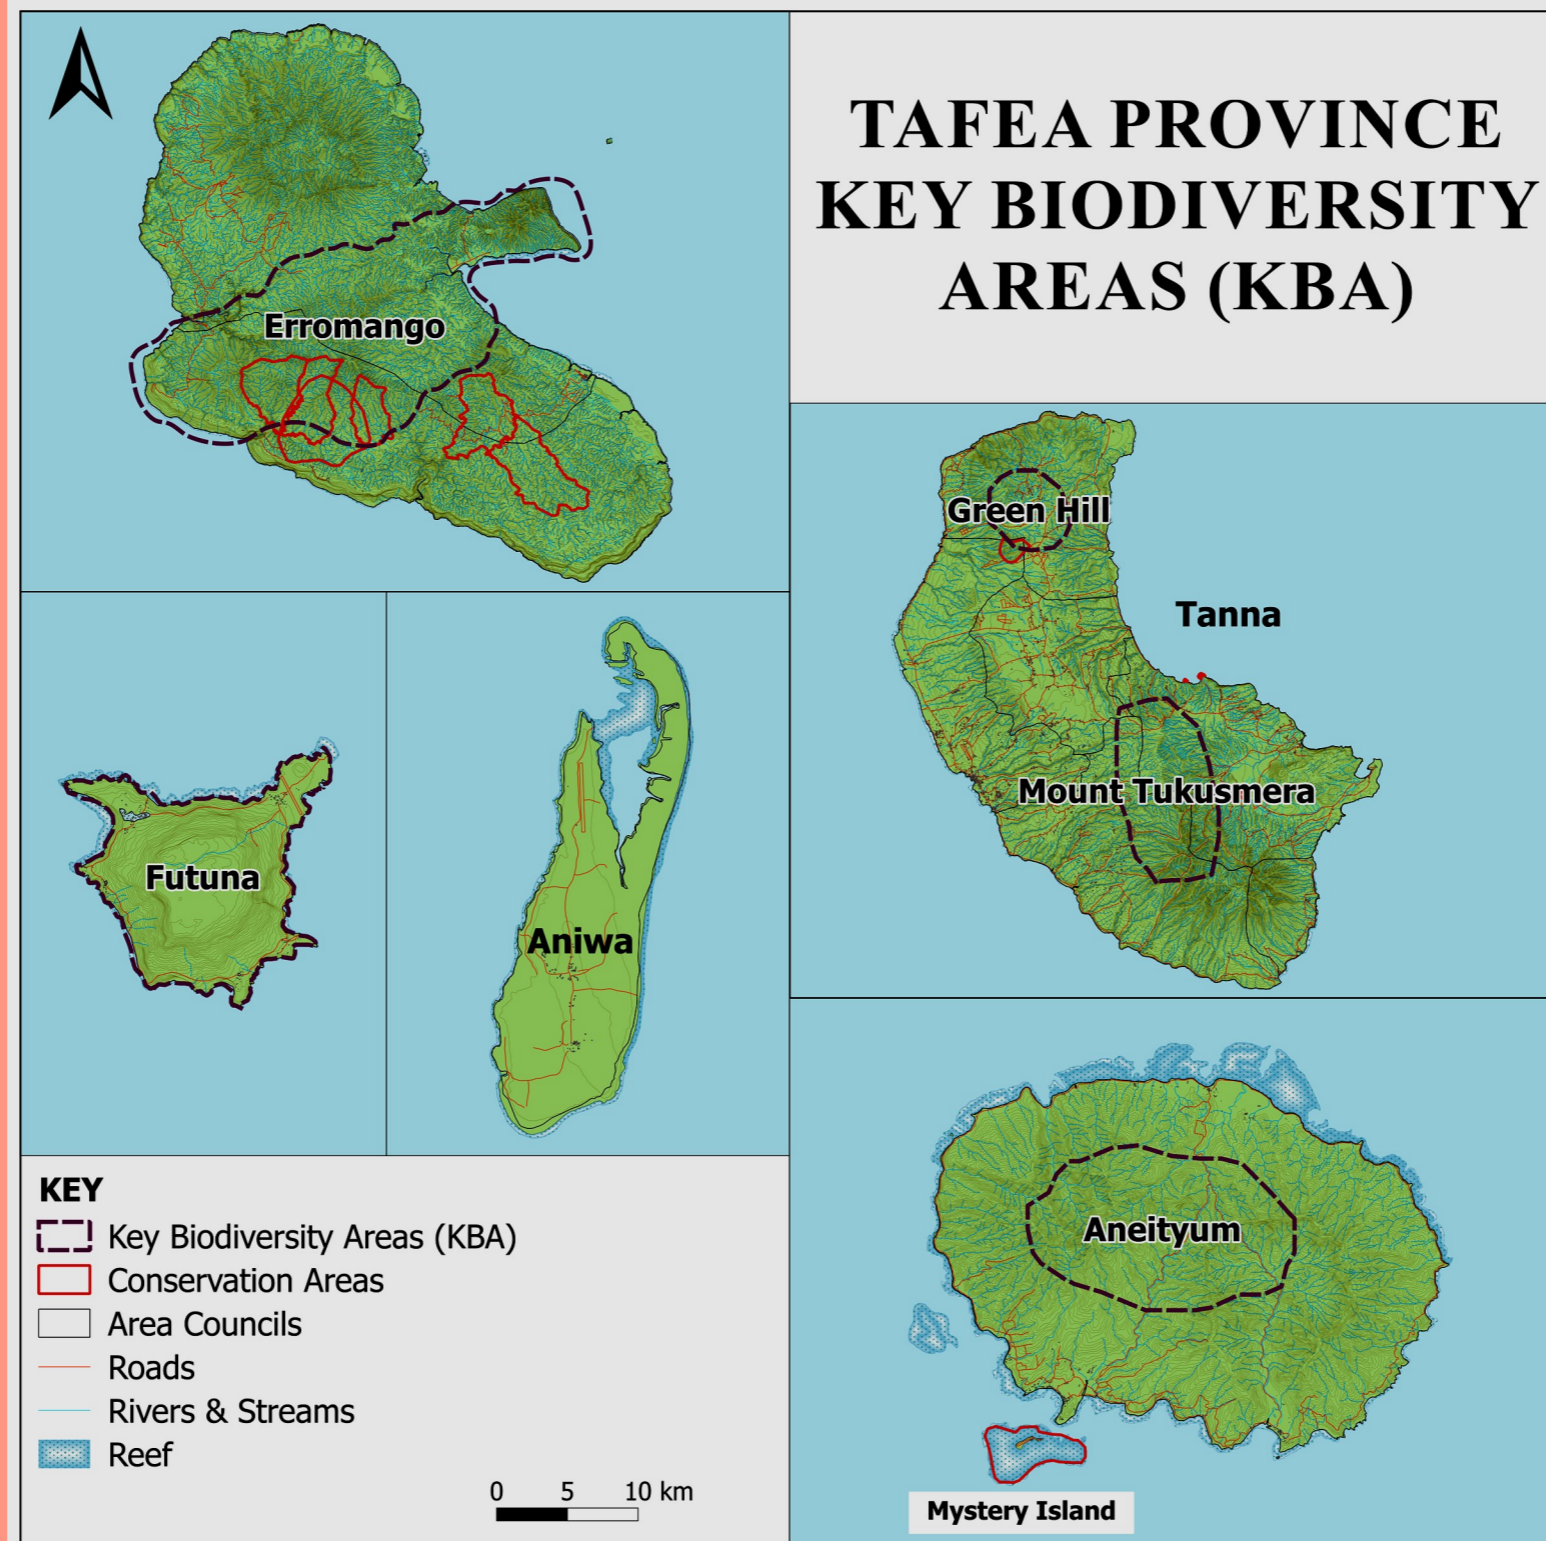 TAFEA PROVINCE
KEY BIODIVERSITY
AREAS (KBA)
Erromango
Green Hill
Tanna
Mount Tukusmera
Futuna
Aniwa
Aneityum
Mystery Island
KEY
Key Biodiversity Areas (KBA)
Conservation Areas
Area Councils
Roads
Rivers & Streams
Reef
0 5 10 km